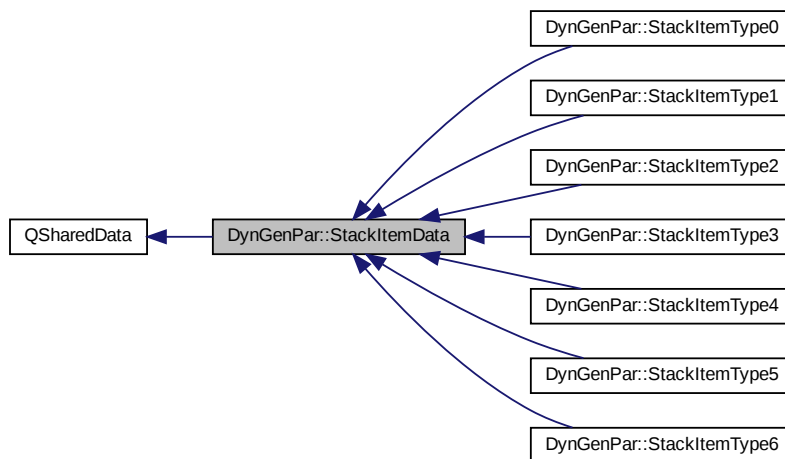 DynGenPar::StackItemType0
DynGenPar::StackItemType1
DynGenPar::StackItemType2
QSharedData
DynGenPar::StackItemData
DynGenPar::StackItemType3
DynGenPar::StackItemType4
DynGenPar::StackItemType5
DynGenPar::StackItemType6